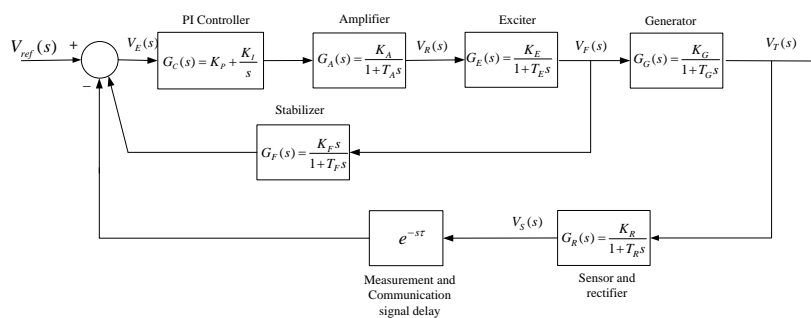 PI Controller
Amplifier
Exciter
Generator
V_ref(s)
+
−
V_E(s)
G_C(s) = K_P + K_I/s
G_A(s) = K_A/(1+T_A s)
V_R(s)
G_E(s) = K_E/(1+T_E s)
V_F(s)
G_G(s) = K_G/(1+T_G s)
V_T(s)
Stabilizer
G_F(s) = K_F s/(1+T_F s)
e^{-sτ}
V_S(s)
G_R(s) = K_R/(1+T_R s)
Measurement and
Communication
signal delay
Sensor and
rectifier